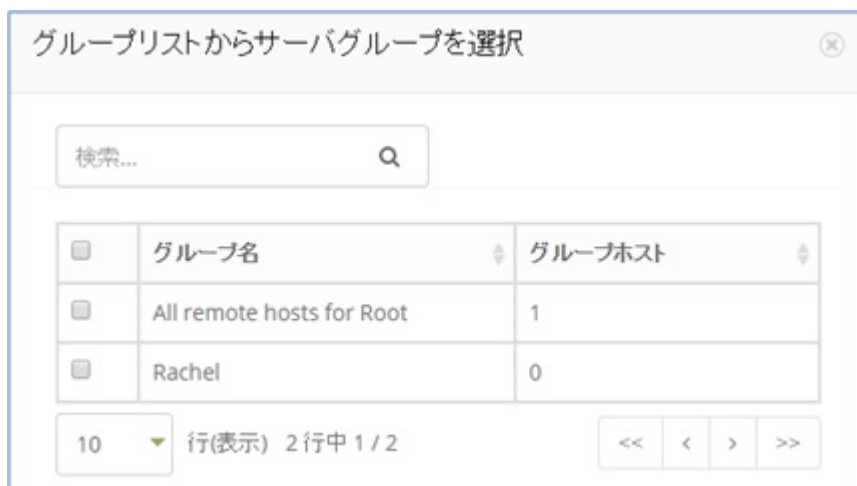 グループリストからサーバグループを選択
検索...
グループ名 グループホスト
All remote hosts for Root 1
Rachel 0
10 行(表示) 2 行中 1 / 2 << < > >>